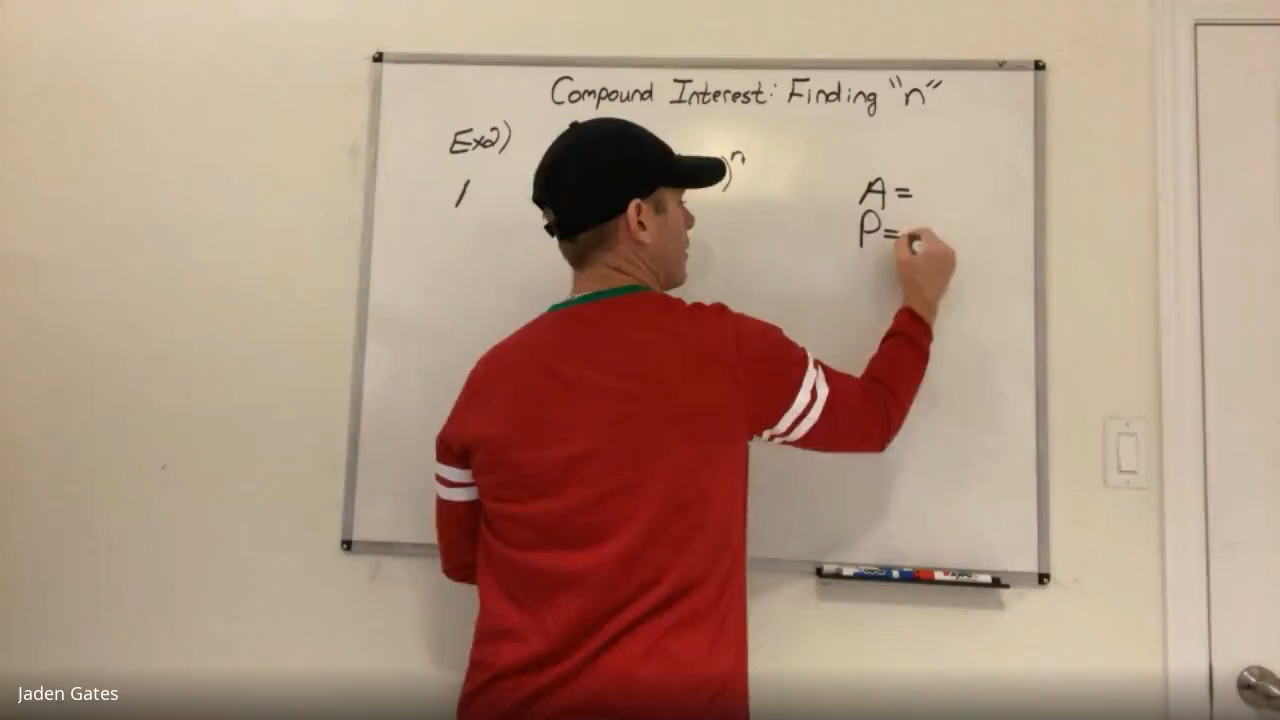 Compound Interest: Finding "n"
Ex2)
)ⁿ
A =
P =
Jaden Gates